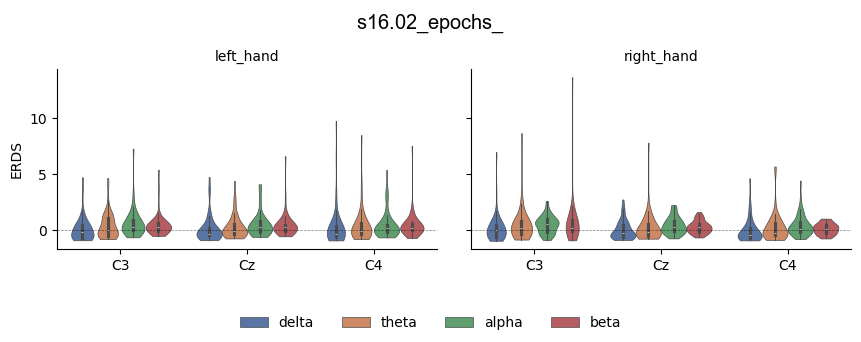 s16.02_epochs_
left_hand
right_hand
ERDS
10
5
0
C3 Cz C4
C3 Cz C4
delta theta alpha beta